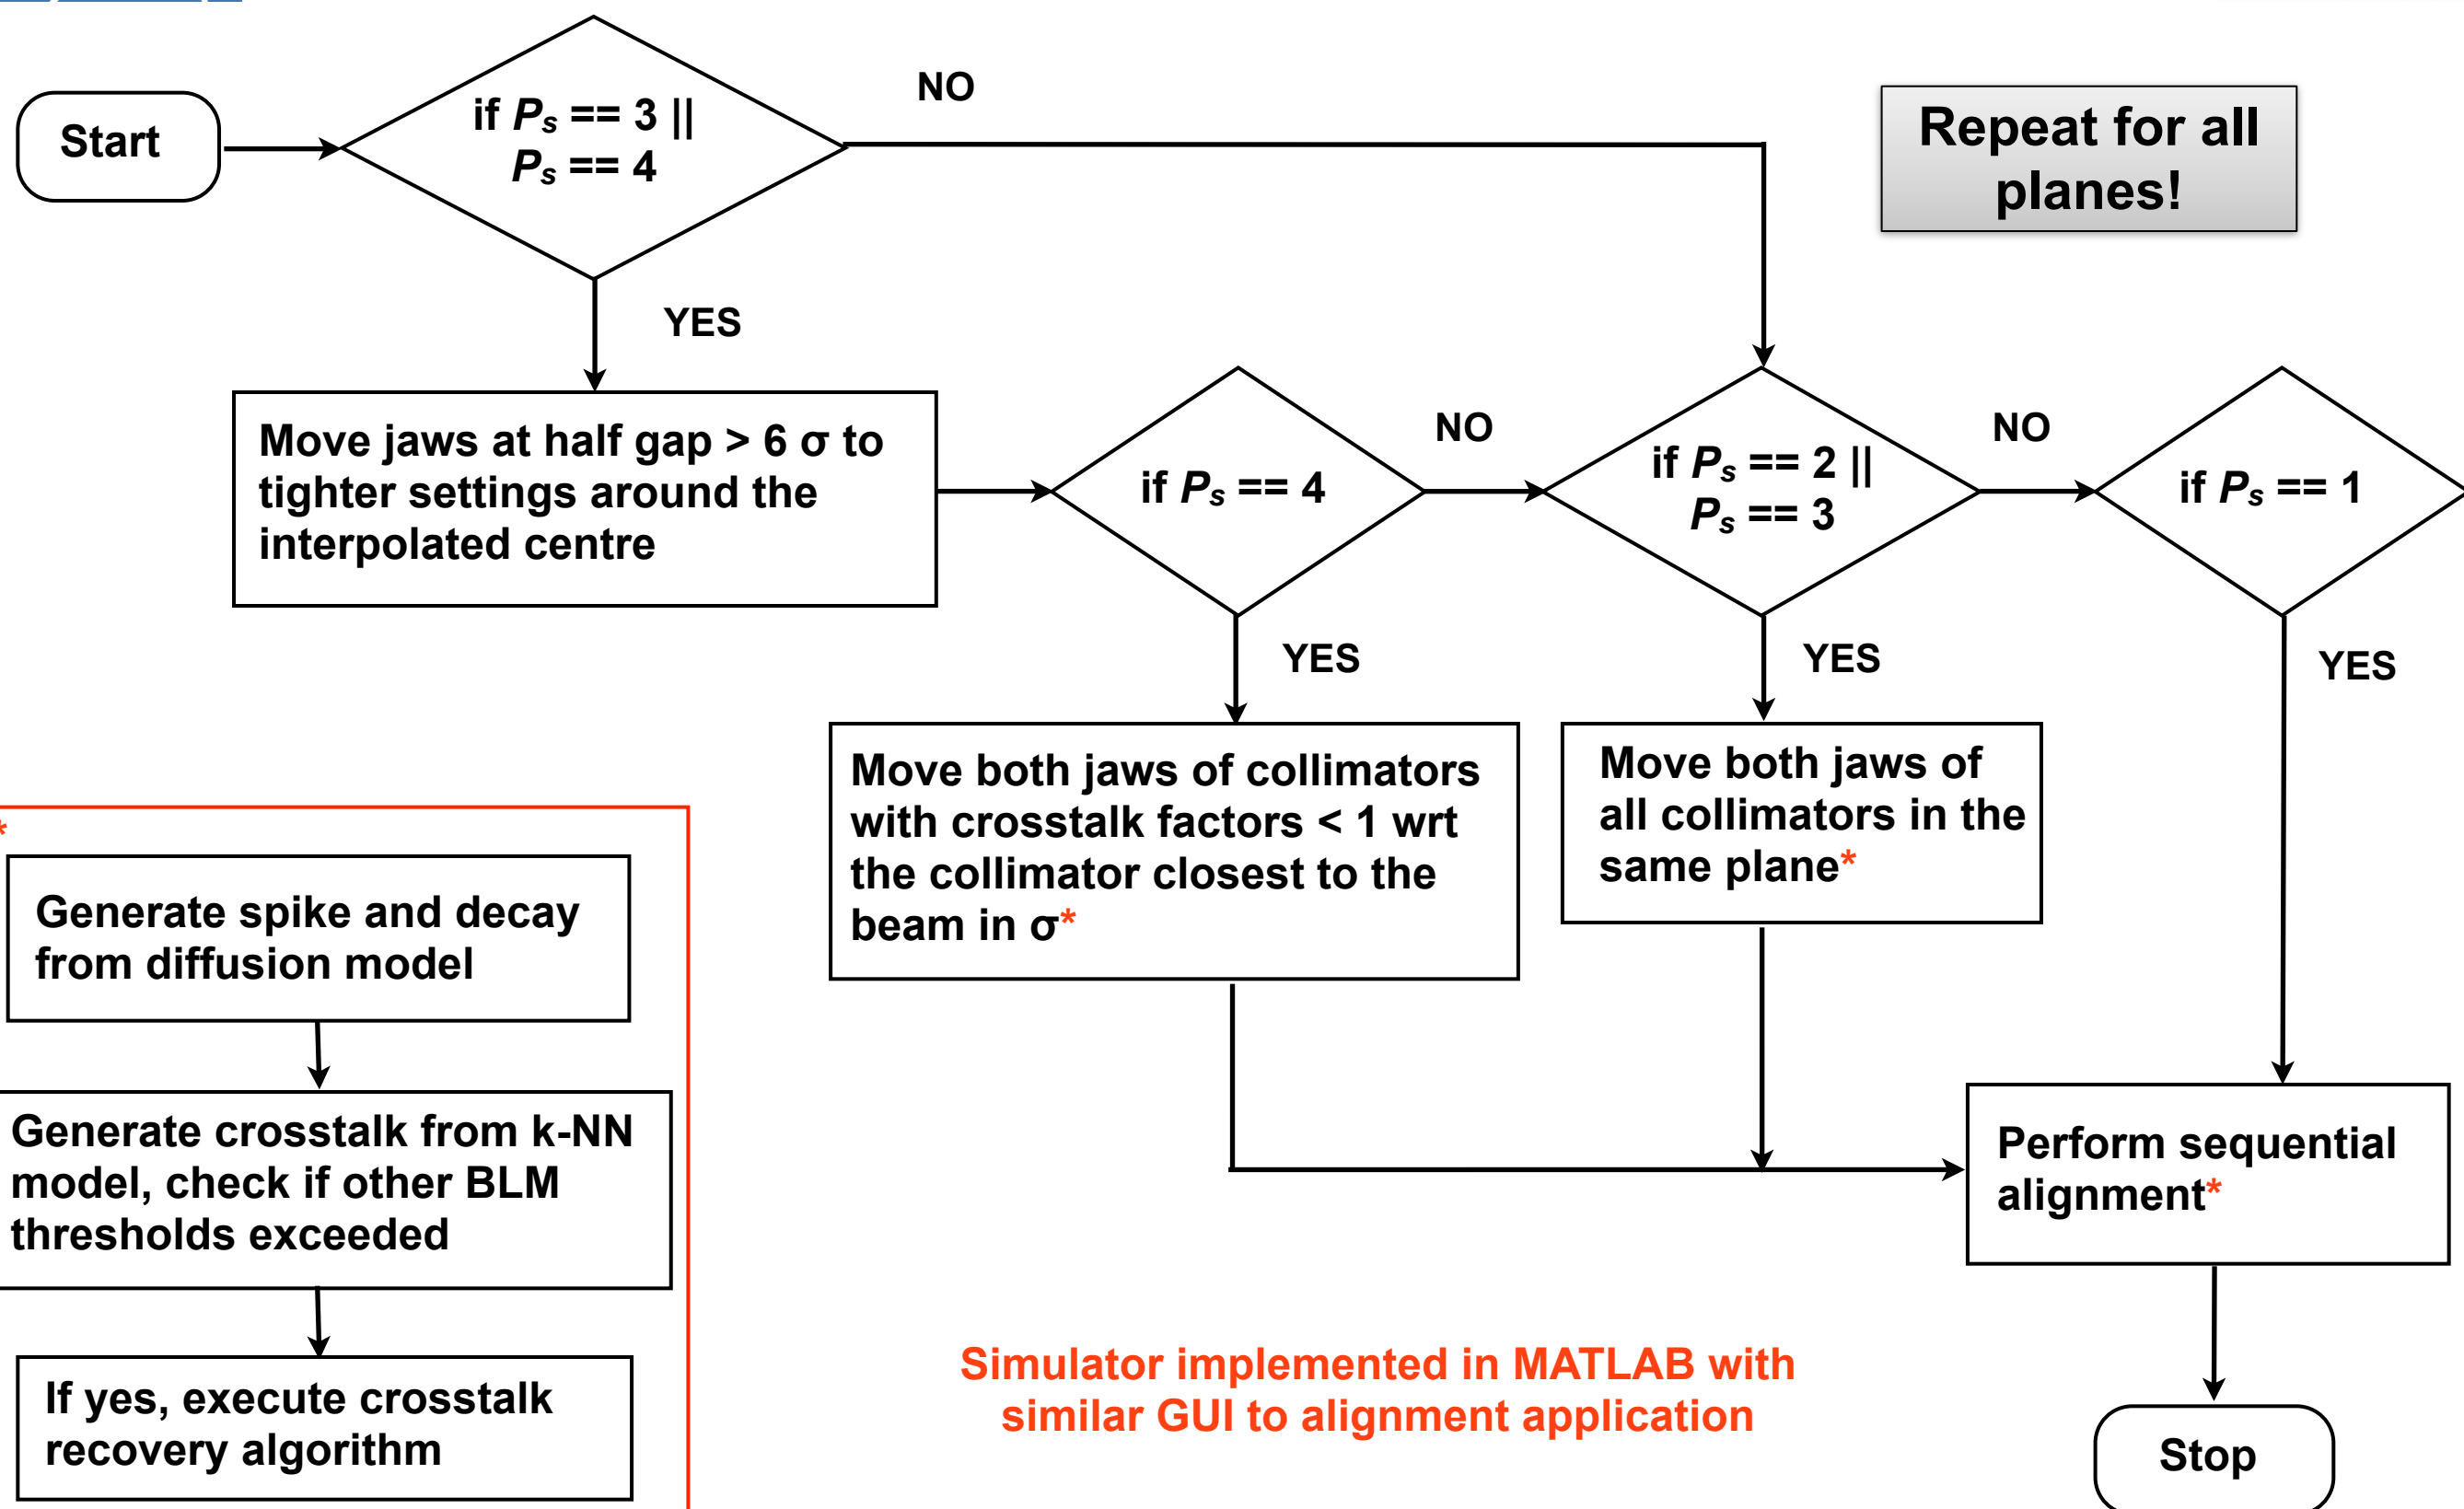 Start
if Ps == 3 ||
Ps == 4
NO
Repeat for all
planes!
YES
Move jaws at half gap > 6 σ to
tighter settings around the
interpolated centre
if Ps == 4
NO
if Ps == 2 ||
Ps == 3
NO
if Ps == 1
YES
YES
YES
Move both jaws of collimators
with crosstalk factors < 1 wrt
the collimator closest to the
beam in σ*
Move both jaws of
all collimators in the
same plane*
*
Generate spike and decay
from diffusion model
Generate crosstalk from k-NN
model, check if other BLM
thresholds exceeded
If yes, execute crosstalk
recovery algorithm
Perform sequential
alignment*
Simulator implemented in MATLAB with
similar GUI to alignment application
Stop